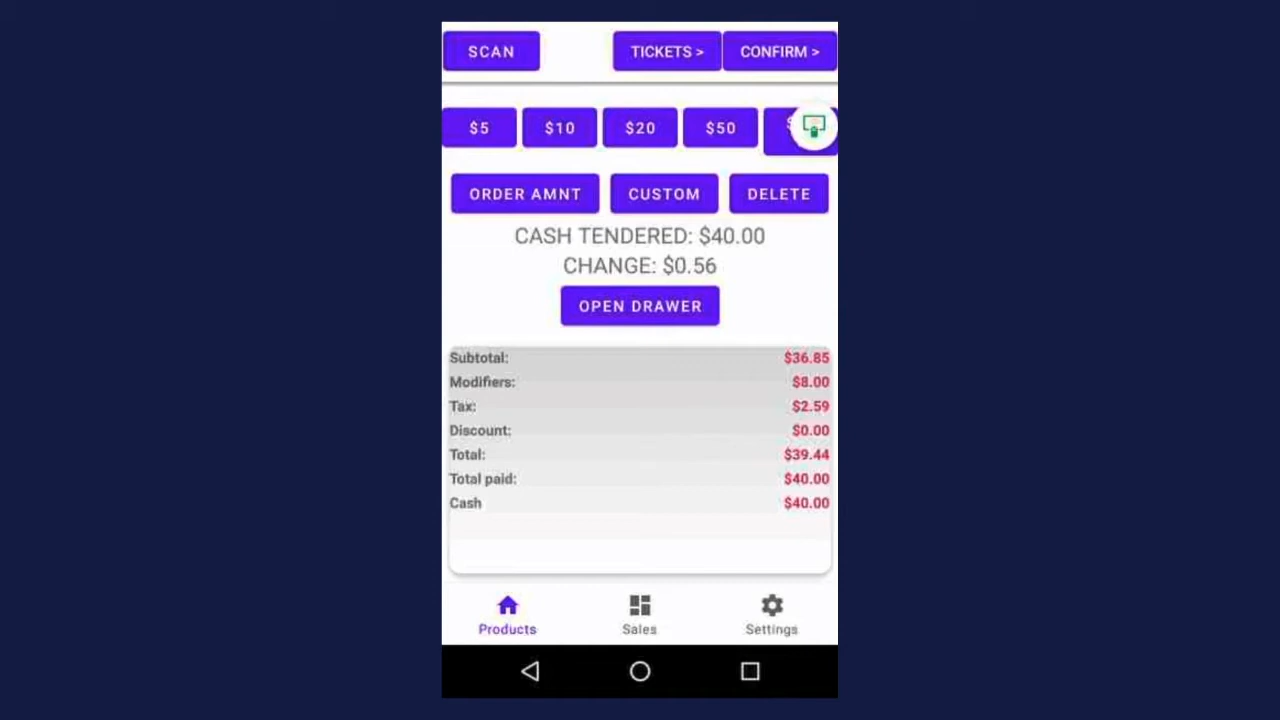 SCAN TICKETS > CONFIRM >
$5 $10 $20 $50
ORDER AMNT CUSTOM DELETE
CASH TENDERED: $40.00
CHANGE: $0.56
OPEN DRAWER
Subtotal: $36.85
Modifiers: $8.00
Tax: $2.59
Discount: $0.00
Total: $39.44
Total paid: $40.00
Cash $40.00
Products Sales Settings